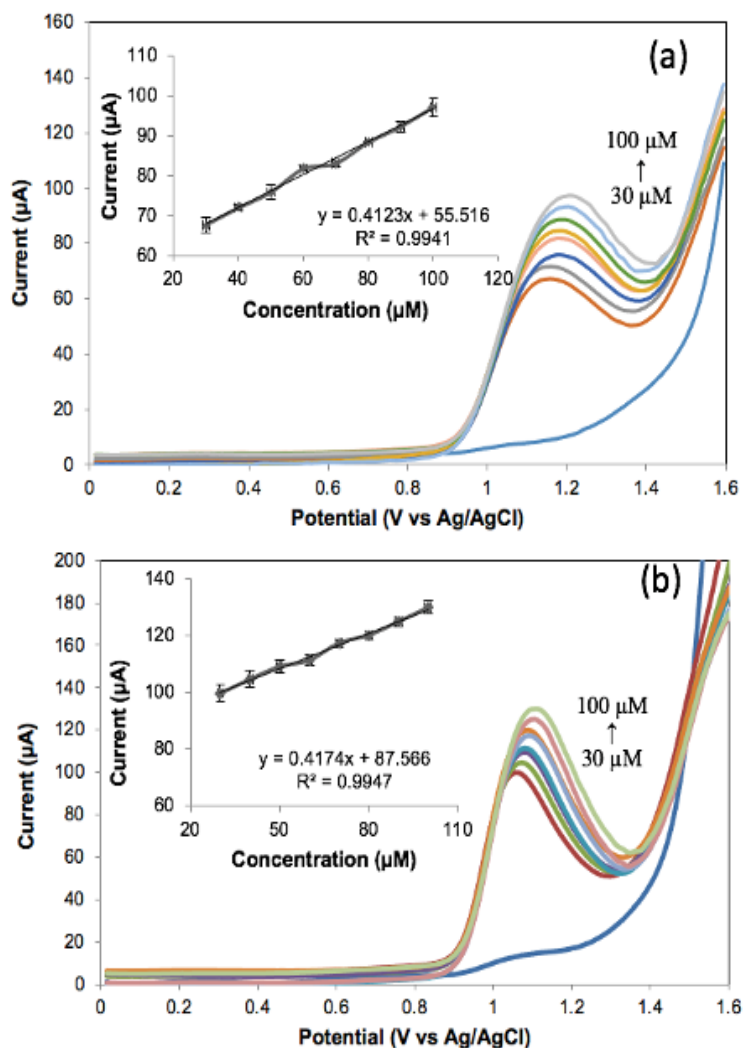 (a)
Current (µA)
160
140
120
100
80
60
40
20
0
0 0.2 0.4 0.6 0.8 1 1.2 1.4 1.6
Potential (V vs Ag/AgCl)
Current (µA)
110
100
90
80
70
60
20 40 60 80 100 120
Concentration (µM)
y = 0.4123x + 55.516
R² = 0.9941
100 µM
↑
30 µM
(b)
Current (µA)
200
180
160
140
120
100
80
60
40
20
0
0 0.2 0.4 0.6 0.8 1 1.2 1.4 1.6
Potential (V vs Ag/AgCl)
Current (µA)
140
120
100
80
60
20 50 80 110
Concentration (µM)
y = 0.4174x + 87.566
R² = 0.9947
100 µM
↑
30 µM